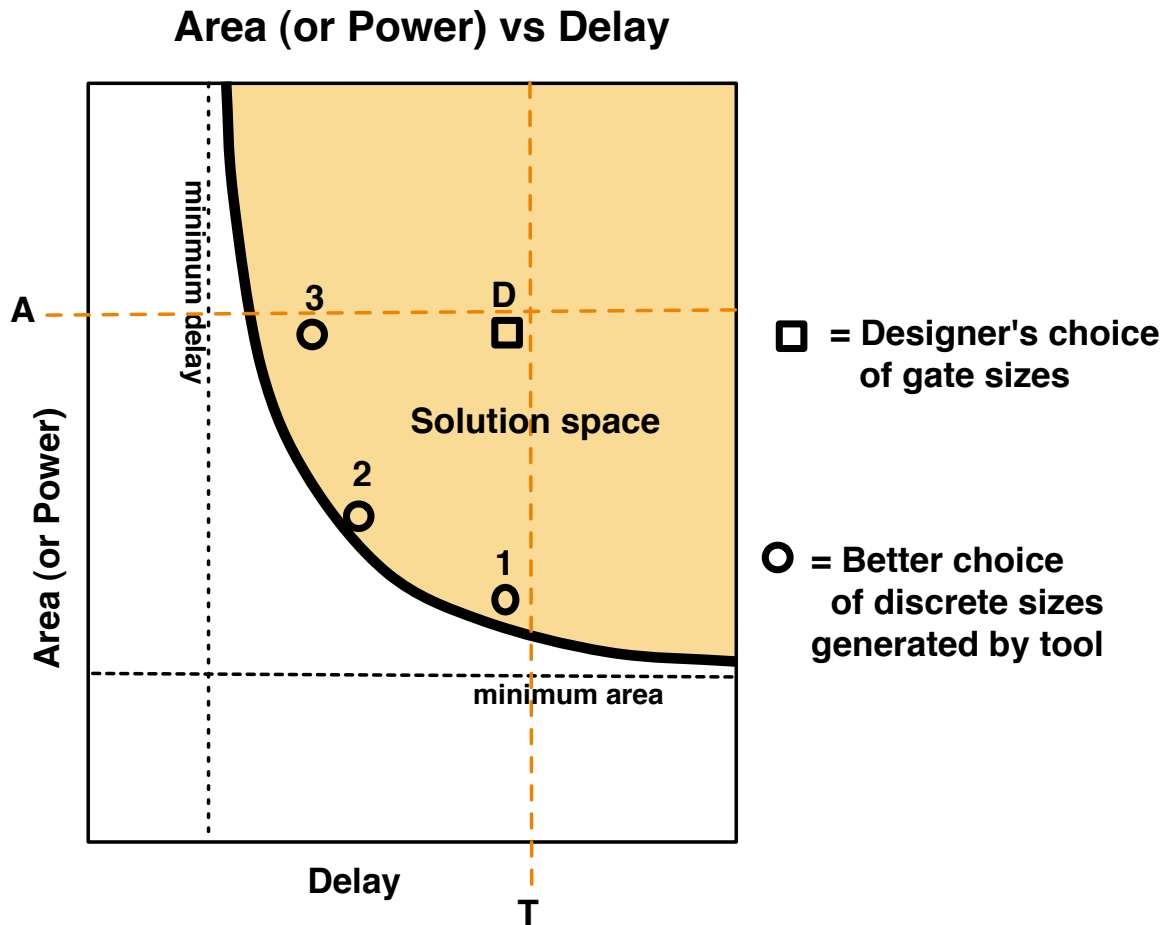 Area (or Power) vs Delay
minimum delay
A
3
D
= Designer's choice
of gate sizes
Solution space
2
Area (or Power)
1
= Better choice
of discrete sizes
generated by tool
minimum area
Delay
T